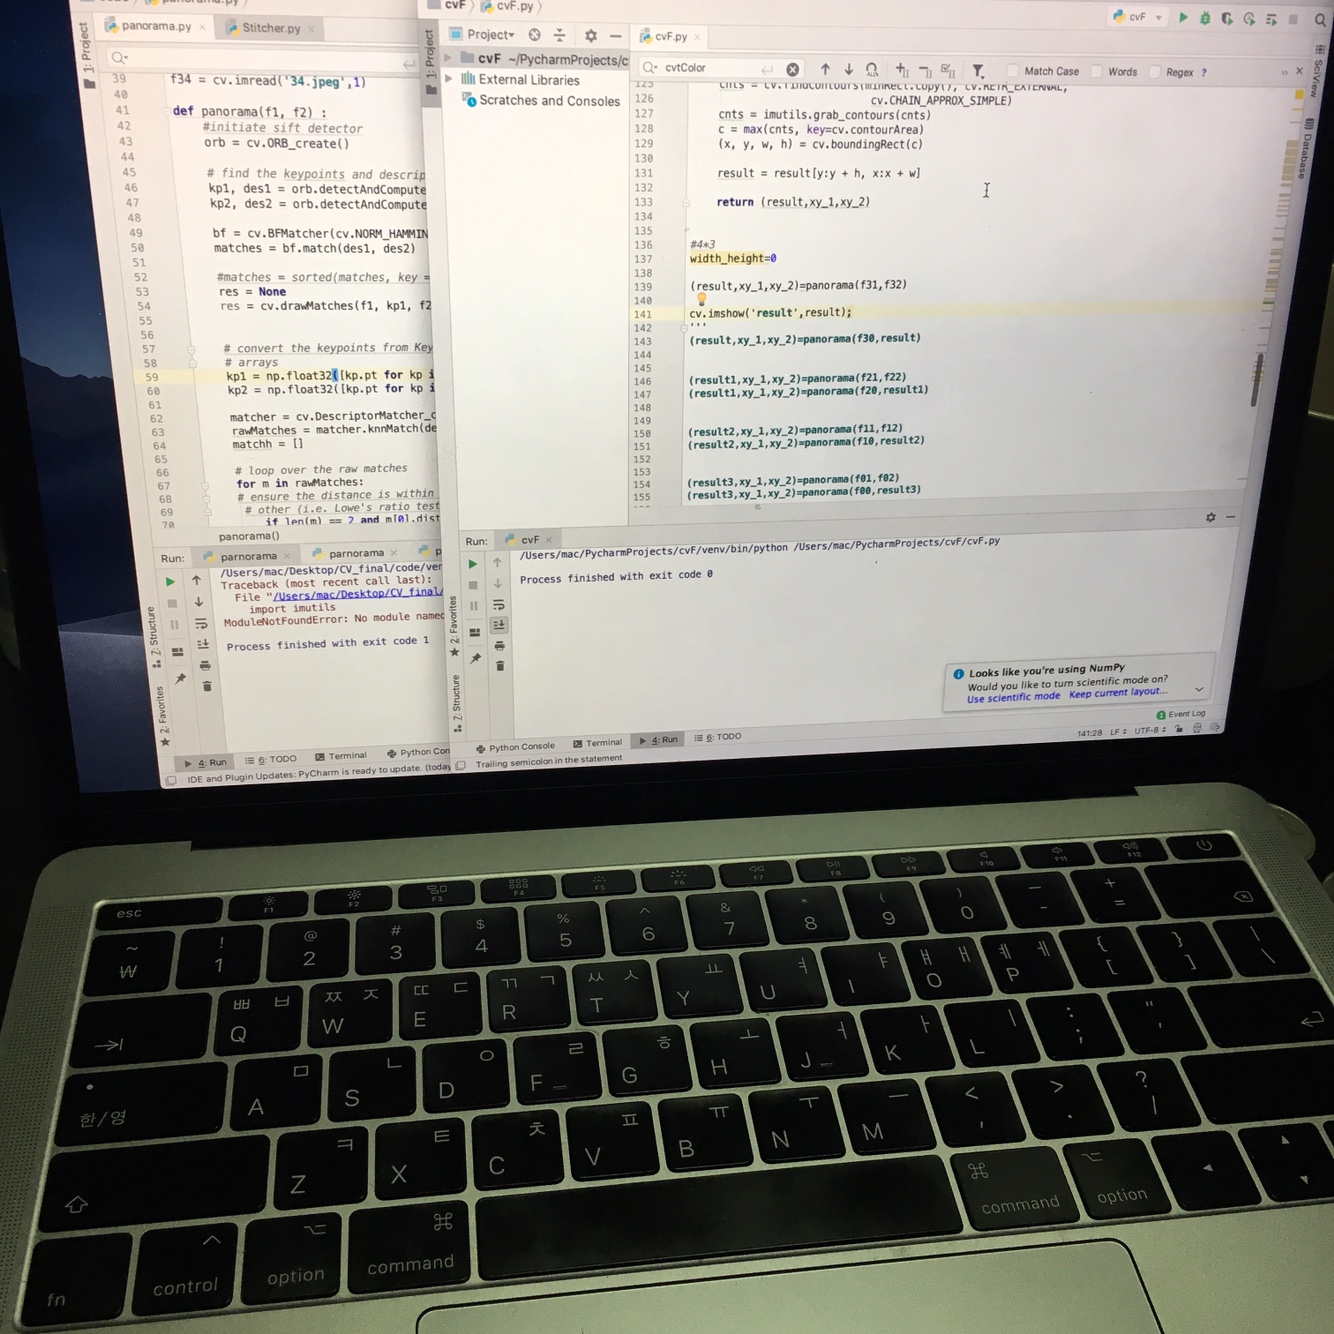 panorama.py
Stitcher.py
1: Project
39 f34 = cv.imread('34.jpeg',1)
40
41 def panorama(f1, f2) :
42 #initiate sift detector
43 orb = cv.ORB_create()
44
45 # find the keypoints and descrip
46 kp1, des1 = orb.detectAndCompute
47 kp2, des2 = orb.detectAndCompute
48
49 bf = cv.BFMatcher(cv.NORM_HAMMIN
50 matches = bf.match(des1, des2)
51
52 #matches = sorted(matches, key =
53 res = None
54 res = cv.drawMatches(f1, kp1, f2
55
56
57 # convert the keypoints from Key
58 # arrays
59 kp1 = np.float32([kp.pt for kp i
60 kp2 = np.float32([kp.pt for kp i
61
62 matcher = cv.DescriptorMatcher_c
63 rawMatches = matcher.knnMatch(de
64 matchh = []
65
66 # loop over the raw matches
67 for m in rawMatches:
68 # ensure the distance is within
69 # other (i.e. Lowe's ratio test
70 if len(m) == 2 and m[0].dist
panorama()
Run: parnorama parnorama p
/Users/mac/Desktop/CV_final/code/ver
Traceback (most recent call last):
File "/Users/mac/Desktop/CV_final/
import imutils
ModuleNotFoundError: No module named
Process finished with exit code 1
7: Structure
2: Favorites
4: Run 6: TODO Terminal Python Con
IDE and Plugin Updates: PyCharm is ready to update. (today
cvF cvF.py
cvF
1: Project
Project
cvF.py
cvF ~/PycharmProjects/c
External Libraries
Scratches and Consoles
cvtColor
Match Case Words Regex ?
SciView
Database
125 cnts = cv.findContours(minRect.copy(), cv.RETR_EXTERNAL,
126 cv.CHAIN_APPROX_SIMPLE)
127 cnts = imutils.grab_contours(cnts)
128 c = max(cnts, key=cv.contourArea)
129 (x, y, w, h) = cv.boundingRect(c)
130
131 result = result[y:y + h, x:x + w]
132
133 return (result,xy_1,xy_2)
134
135
136 #4*3
137 width_height=0
138
139 (result,xy_1,xy_2)=panorama(f31,f32)
140
141 cv.imshow('result',result);
142 '''
143 (result,xy_1,xy_2)=panorama(f30,result)
144
145
146 (result1,xy_1,xy_2)=panorama(f21,f22)
147 (result1,xy_1,xy_2)=panorama(f20,result1)
148
149
150 (result2,xy_1,xy_2)=panorama(f11,f12)
151 (result2,xy_1,xy_2)=panorama(f10,result2)
152
153
154 (result3,xy_1,xy_2)=panorama(f01,f02)
155 (result3,xy_1,xy_2)=panorama(f00,result3)
Run: cvF
/Users/mac/PycharmProjects/cvF/venv/bin/python /Users/mac/PycharmProjects/cvF/cvF.py
Process finished with exit code 0
2: Favorites
7: Structure
Looks like you're using NumPy
Would you like to turn scientific mode on?
Use scientific mode Keep current layout...
1 Event Log
Python Console Terminal 4: Run 6: TODO
141:28 LF UTF-8
Trailing semicolon in the statement
esc F1 F2 F3 F4 F5 F6 F7 F8 F9 F10 F11 F12
~ ! @ # $ % ^ & * ( ) _ +
₩ 1 2 3 4 5 6 7 8 9 0 - =
ㅃ ㅂ ㅉ ㅈ ㄸ ㄷ ㄲ ㄱ ㅆ ㅅ ㅛ ㅕ ㅑ ㅒ ㅐ ㅖ ㅔ { } |
Q W E R T Y U I O P [ ] \
ㅁ ㄴ ㅇ ㄹ ㅎ ㅗ ㅓ ㅏ ㅣ : "
한/영 A S D F G H J K L ; '
ㅋ ㅌ ㅊ ㅍ ㅠ ㅜ ㅡ < > ?
Z X C V B N M , . /
fn control option command command option